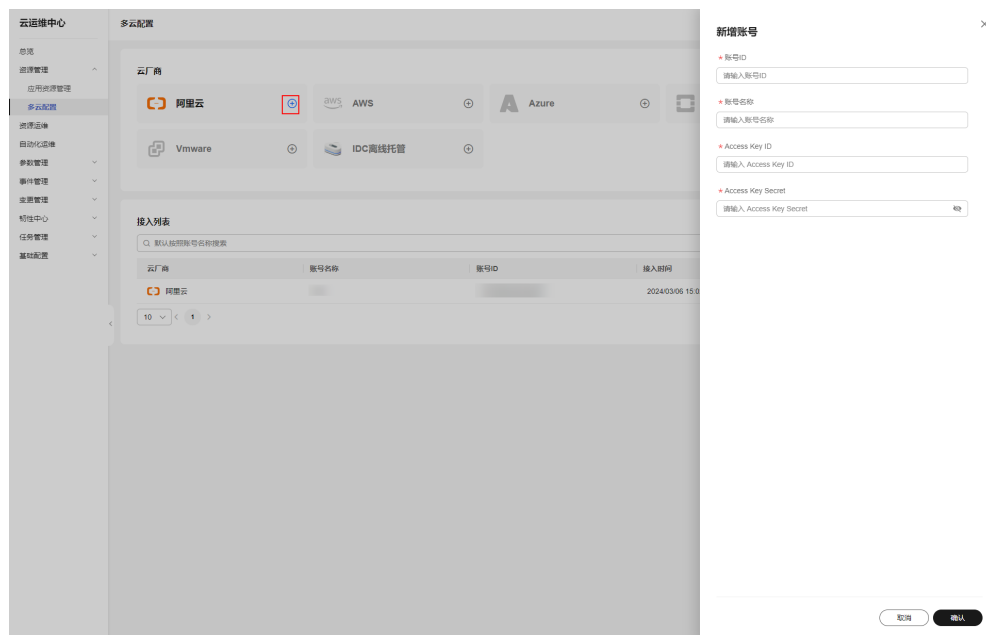 云运维中心
总览
资源管理
应用资源管理
多云配置
资源运维
自动化运维
参数管理
事件管理
变更管理
韧性中心
任务管理
基础配置
多云配置
云厂商
阿里云
aws AWS
Azure
Vmware
IDC离线托管
接入列表
默认按照账号名称搜索
云厂商 账号名称 账号ID 接入时间
阿里云 2024/03/06 15:0
10 1
新增账号
* 账号ID
请输入账号ID
* 账号名称
请输入账号名称
* Access Key ID
请输入 Access Key ID
* Access Key Secret
请输入 Access Key Secret
取消 确认